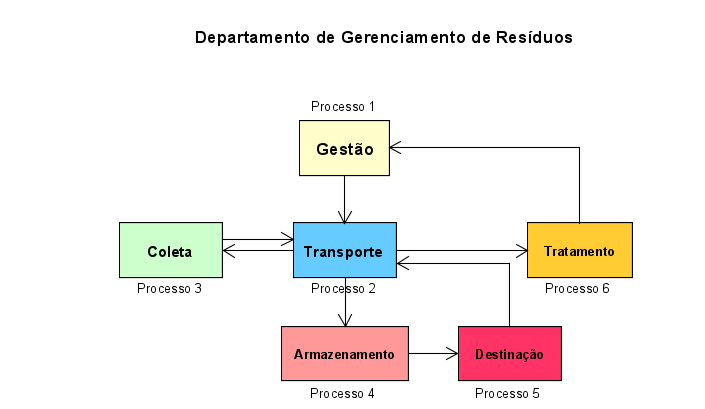 Departamento de Gerenciamento de Resíduos
Processo 1
Gestão
Coleta
Transporte
Tratamento
Processo 3
Processo 2
Processo 6
Armazenamento
Destinação
Processo 4
Processo 5